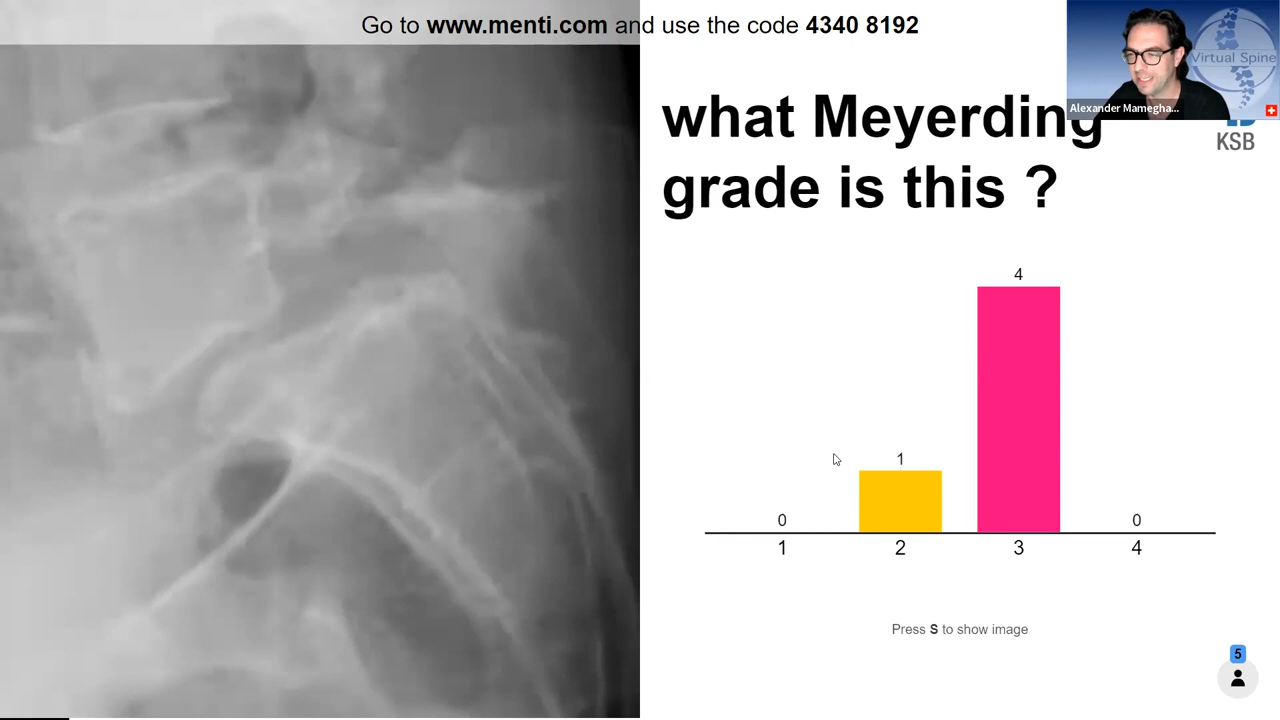 Go to www.menti.com and use the code 4340 8192
Virtual Spine
Alexander Mamegha...
what Meyerding
grade is this ?
KSB
4
1
0
0
1
2
3
4
Press S to show image
5